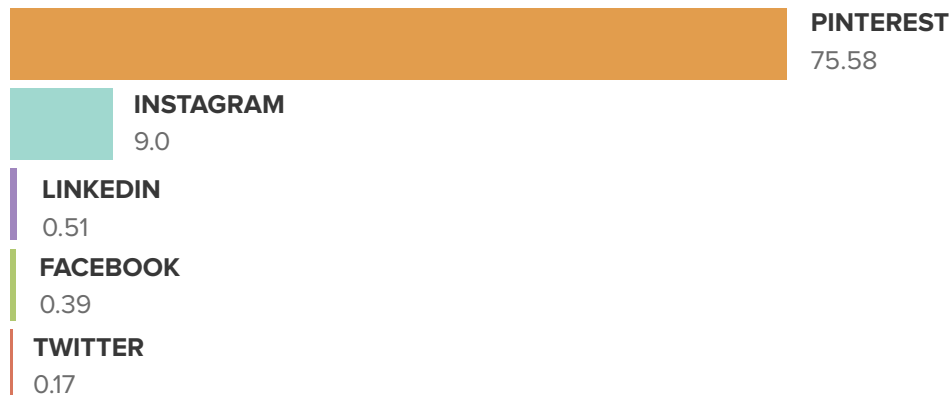 PINTEREST
75.58
INSTAGRAM
9.0
LINKEDIN
0.51
FACEBOOK
0.39
TWITTER
0.17